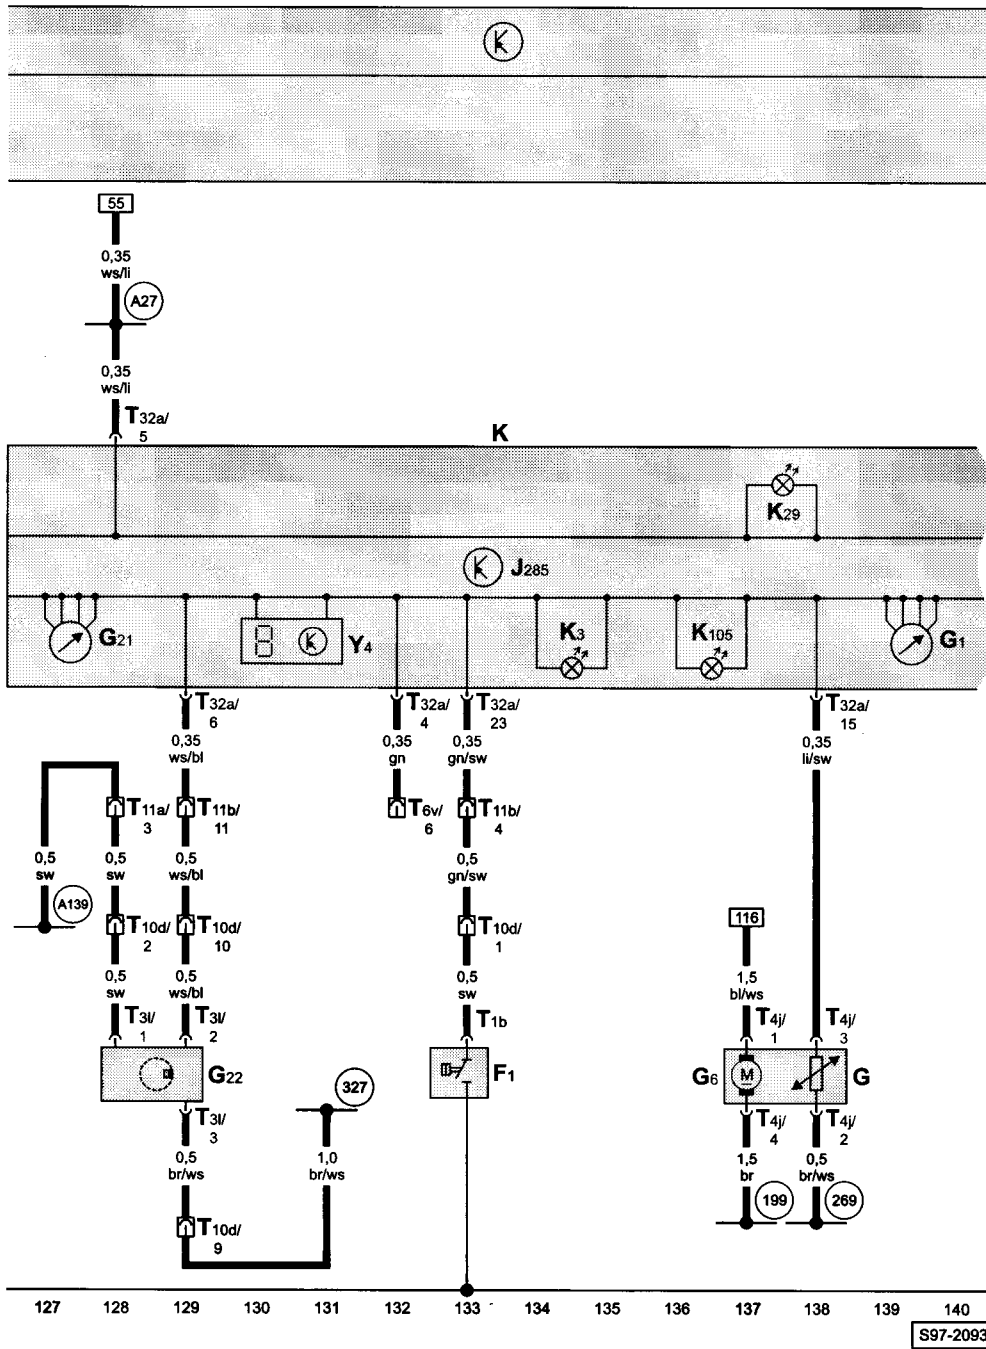 55
0,35
ws/li
A27
0,35
ws/li
T32a/
5
K
K29
J285
G21
Y4
K3
K105
G1
T32a/
6
T32a/
4
T32a/
23
T32a/
15
0,35
ws/bl
0,35
gn
0,35
gn/sw
0,35
li/sw
T11a/
3
T11b/
11
T6v/
6
T11b/
4
0,5
sw
0,5
sw
0,5
ws/bl
0,5
gn/sw
A139
T10d/
2
T10d/
10
T10d/
1
116
0,5
sw
0,5
ws/bl
0,5
sw
1,5
bl/ws
T3l/
1
T3l/
2
T1b
T4j/
1
T4j/
3
G22
F1
G6
M
G
T3l/
3
327
T4j/
4
T4j/
2
0,5
br/ws
1,0
br/ws
1,5
br
0,5
br/ws
199
269
T10d/
9
127 128 129 130 131 132 133 134 135 136 137 138 139 140
S97-2093